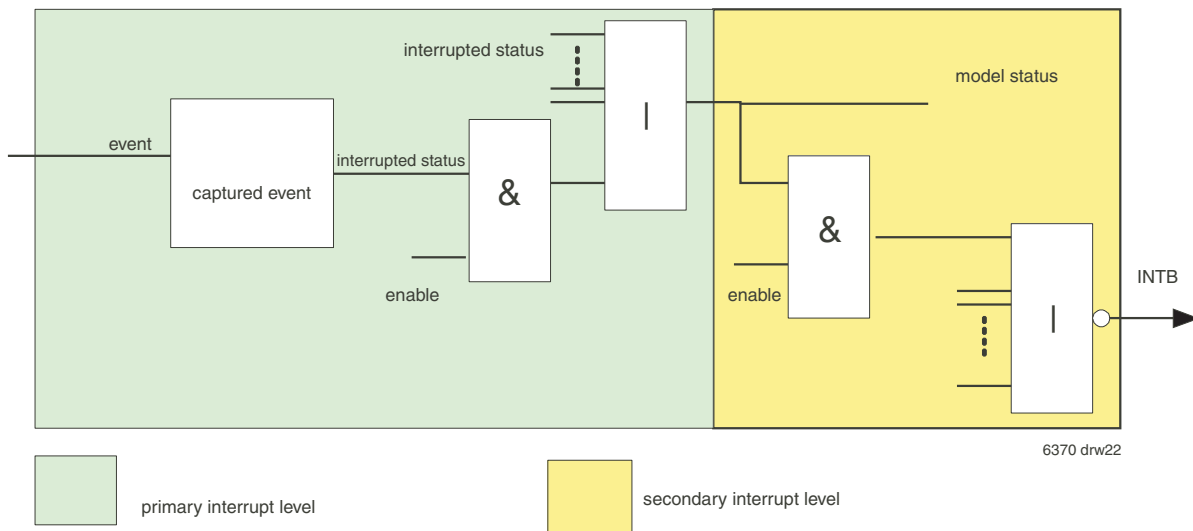 interrupted status
|
model status
event
captured event
interrupted status
&
enable
&
enable
|
INTB
6370 drw22
primary interrupt level
secondary interrupt level